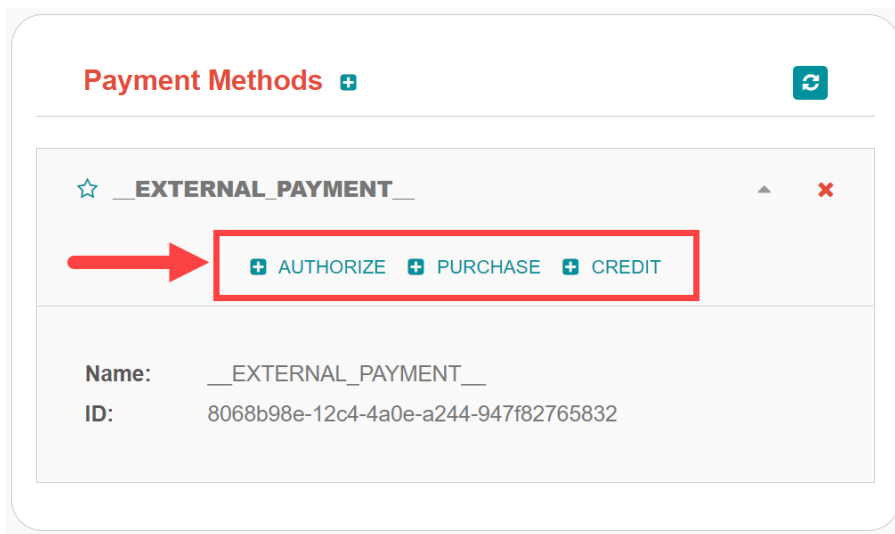 Payment Methods
__EXTERNAL_PAYMENT__
AUTHORIZE PURCHASE CREDIT
Name: __EXTERNAL_PAYMENT__
ID: 8068b98e-12c4-4a0e-a244-947f82765832